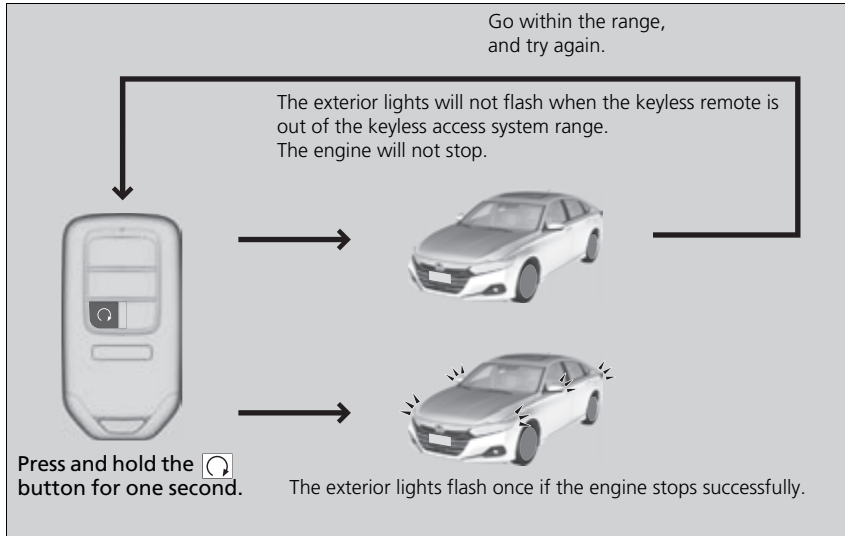 Go within the range,
and try again.
The exterior lights will not flash when the keyless remote is
out of the keyless access system range.
The engine will not stop.
Press and hold the
button for one second.
The exterior lights flash once if the engine stops successfully.